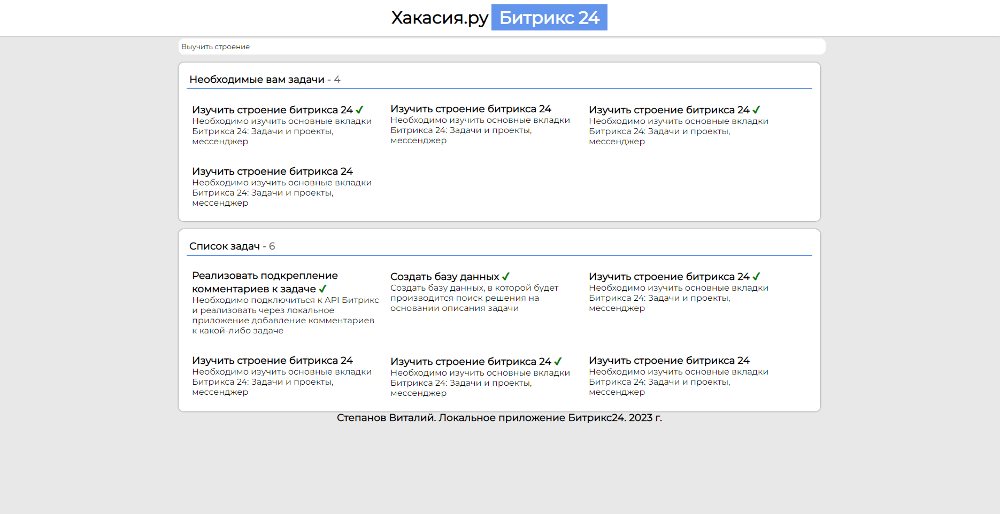 Хакасия.ру Битрикс 24
Выучить строение
Необходимые вам задачи - 4
Изучить строение битрикса 24 ✔
Необходимо изучить основные вкладки
Битрикса 24: Задачи и проекты,
мессенджер
Изучить строение битрикса 24
Необходимо изучить основные вкладки
Битрикса 24: Задачи и проекты,
мессенджер
Изучить строение битрикса 24 ✔
Необходимо изучить основные вкладки
Битрикса 24: Задачи и проекты,
мессенджер
Изучить строение битрикса 24
Необходимо изучить основные вкладки
Битрикса 24: Задачи и проекты,
мессенджер
Список задач - 6
Реализовать подкрепление
комментариев к задаче ✔
Необходимо подключиться к API Битрикс
и реализовать через локальное
приложение добавление комментариев
к какой-либо задаче
Создать базу данных ✔
Создать базу данных, в которой будет
производится поиск решения на
основании описания задачи
Изучить строение битрикса 24 ✔
Необходимо изучить основные вкладки
Битрикса 24: Задачи и проекты,
мессенджер
Изучить строение битрикса 24
Необходимо изучить основные вкладки
Битрикса 24: Задачи и проекты,
мессенджер
Изучить строение битрикса 24 ✔
Необходимо изучить основные вкладки
Битрикса 24: Задачи и проекты,
мессенджер
Изучить строение битрикса 24
Необходимо изучить основные вкладки
Битрикса 24: Задачи и проекты,
мессенджер
Степанов Виталий. Локальное приложение Битрикс24. 2023 г.